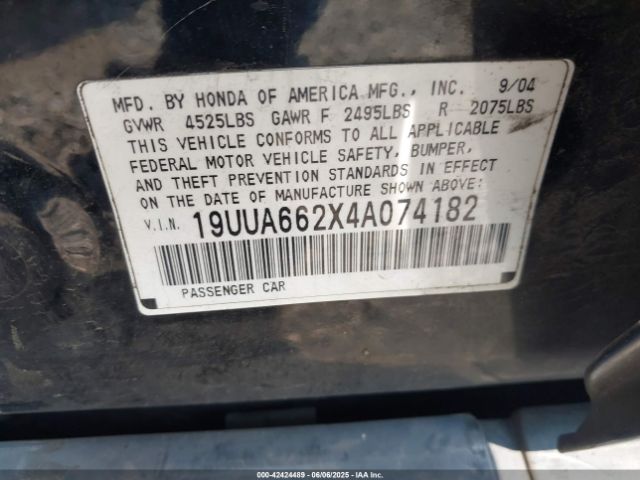 MFD. BY HONDA OF AMERICA MFG., INC. 9/04
GVWR 4525LBS GAWR F 2495LBS R 2075LBS
THIS VEHICLE CONFORMS TO ALL APPLICABLE
FEDERAL MOTOR VEHICLE SAFETY, BUMPER,
AND THEFT PREVENTION STANDARDS IN EFFECT
ON THE DATE OF MANUFACTURE SHOWN ABOVE:
V.I.N. 19UUA662X4A074182
PASSENGER CAR
000-42424489 - 06/06/2025 - IAAI.COM